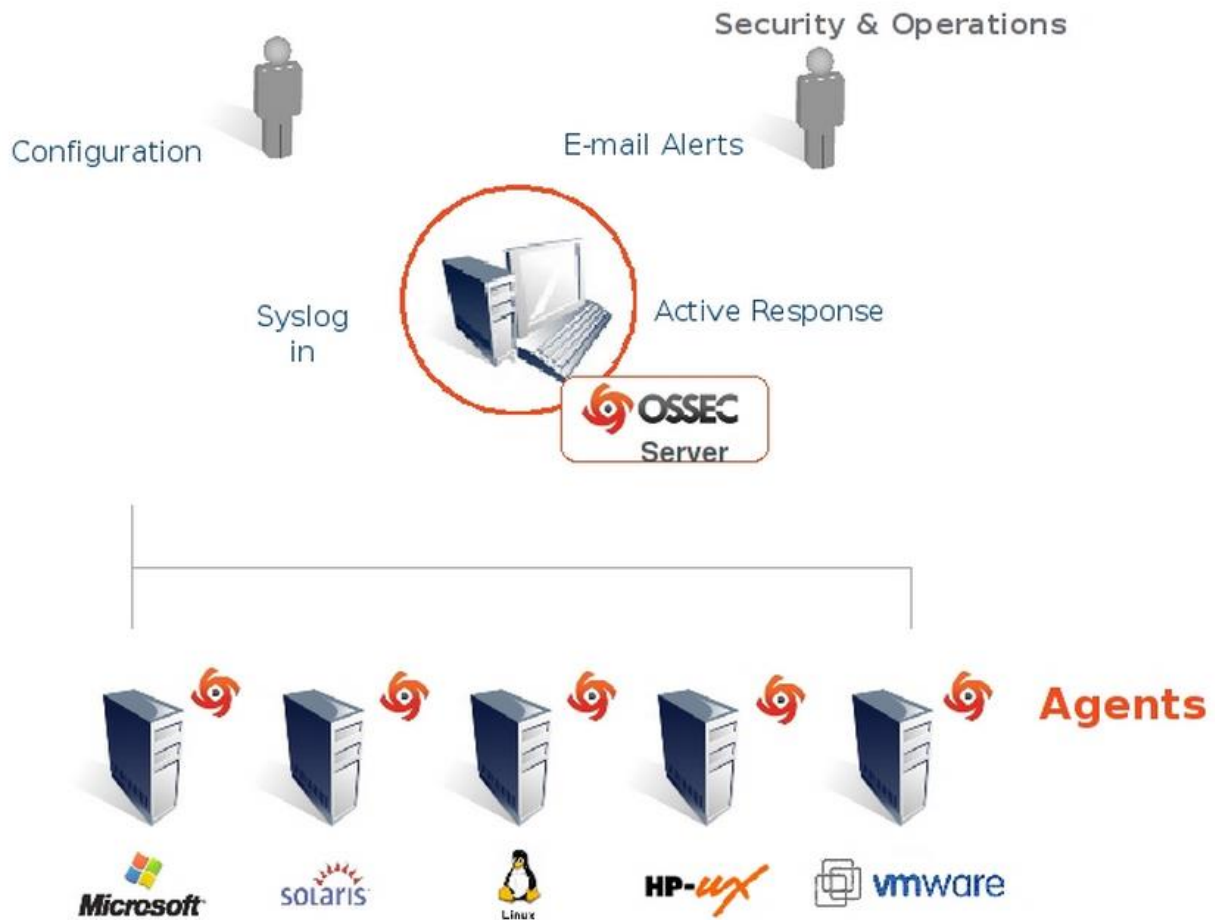 Security & Operations
Configuration
E-mail Alerts
Syslog
in
Active Response
OSSEC
Server
Agents
Microsoft
solaris
Linux
HP-UX
vmware